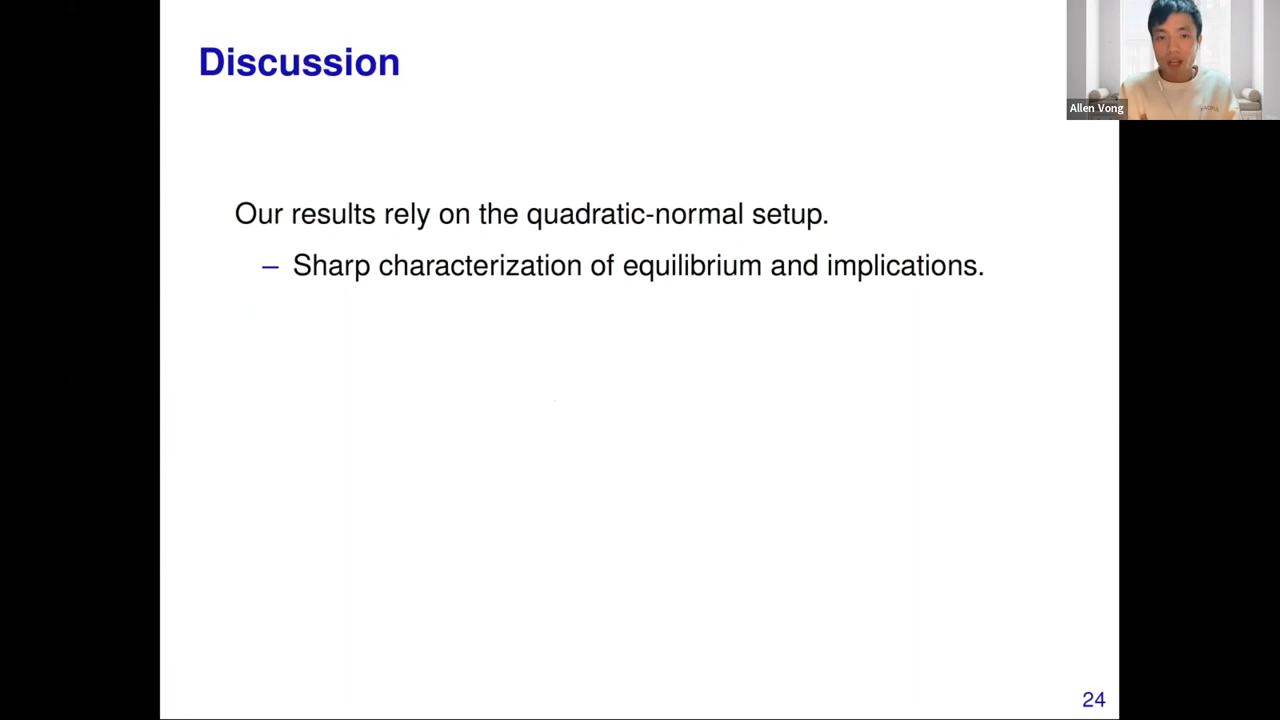 Discussion
Allen Vong
Our results rely on the quadratic-normal setup.
– Sharp characterization of equilibrium and implications.
24